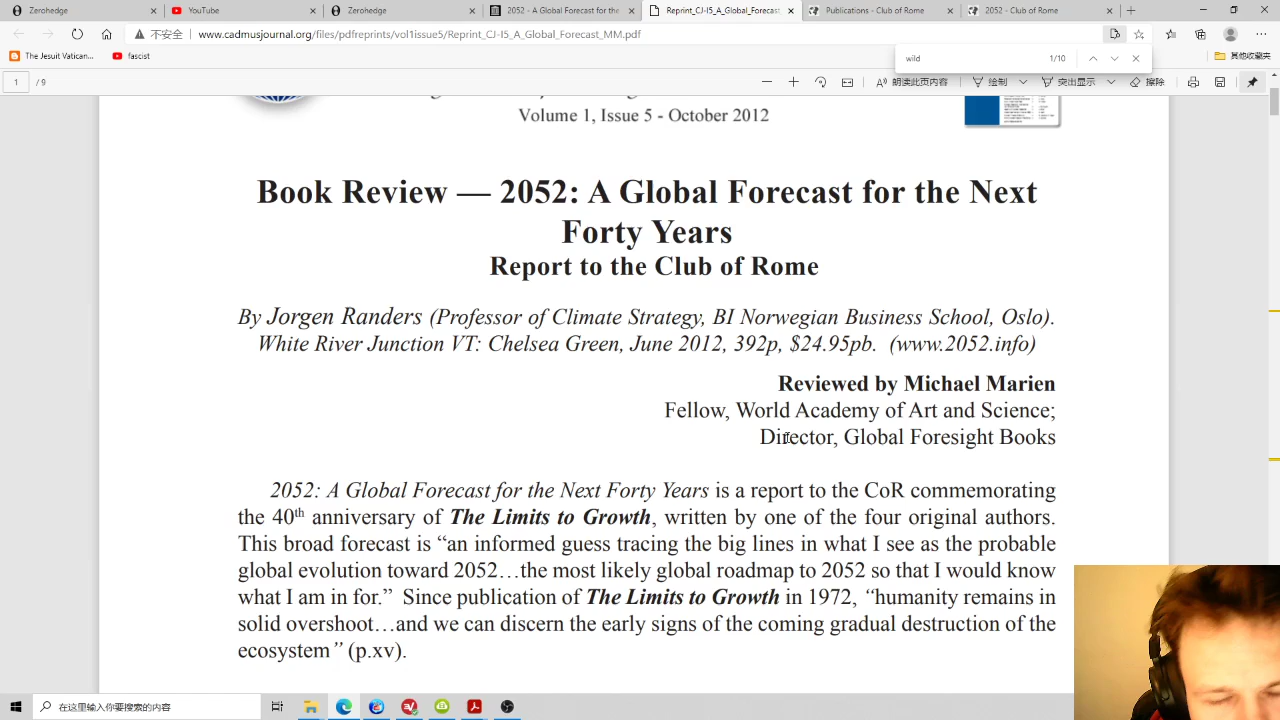 Zerohedge
YouTube
Zerohedge
Zerohedge
2052 - A Global Forecast for the
Reprint_CJ-I5_A_Global_Forecast
Publications - Club of Rome
2052 - Club of Rome
不安全 www.cadmusjournal.org/files/pdfreprints/vol1issue5/Reprint_CJ-I5_A_Global_Forecast_MM.pdf
The Jesuit Vatican...
fascist
wild 1/10
其他收藏夹
1 / 9
朗读此页内容
绘制
突出显示
擦除
Volume 1, Issue 5 - October 2012
Book Review — 2052: A Global Forecast for the Next
Forty Years
Report to the Club of Rome
By Jorgen Randers (Professor of Climate Strategy, BI Norwegian Business School, Oslo).
White River Junction VT: Chelsea Green, June 2012, 392p, $24.95pb. (www.2052.info)
Reviewed by Michael Marien
Fellow, World Academy of Art and Science;
Director, Global Foresight Books
2052: A Global Forecast for the Next Forty Years is a report to the CoR commemorating
the 40th anniversary of The Limits to Growth, written by one of the four original authors.
This broad forecast is “an informed guess tracing the big lines in what I see as the probable
global evolution toward 2052…the most likely global roadmap to 2052 so that I would know
what I am in for.” Since publication of The Limits to Growth in 1972, “humanity remains in
solid overshoot…and we can discern the early signs of the coming gradual destruction of the
ecosystem” (p.xv).
在这里输入你要搜索的内容